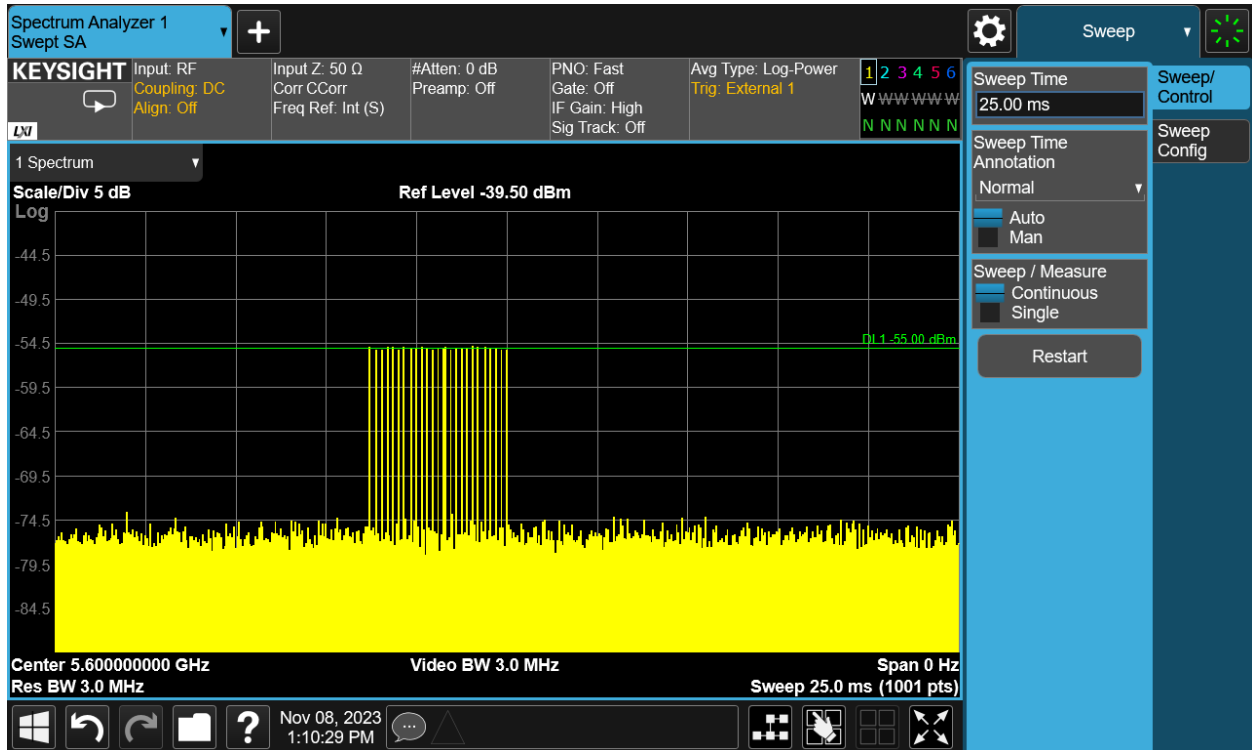 Spectrum Analyzer 1
Swept SA
+
Sweep
KEYSIGHT
LXI
Input: RF
Coupling: DC
Align: Off
Input Z: 50 Ω
Corr CCorr
Freq Ref: Int (S)
#Atten: 0 dB
Preamp: Off
PNO: Fast
Gate: Off
IF Gain: High
Sig Track: Off
Avg Type: Log-Power
Trig: External 1
1 2 3 4 5 6
W W W W W W
N N N N N N
1 Spectrum
Scale/Div 5 dB
Ref Level -39.50 dBm
Log
-44.5
-49.5
-54.5
DL1 -55.00 dBm
-59.5
-64.5
-69.5
-74.5
-79.5
-84.5
Center 5.600000000 GHz
Video BW 3.0 MHz
Span 0 Hz
Res BW 3.0 MHz
Sweep 25.0 ms (1001 pts)
Sweep Time
25.00 ms
Sweep Time
Annotation
Normal
Auto
Man
Sweep / Measure
Continuous
Single
Restart
Sweep/
Control
Sweep
Config
?
Nov 08, 2023
1:10:29 PM